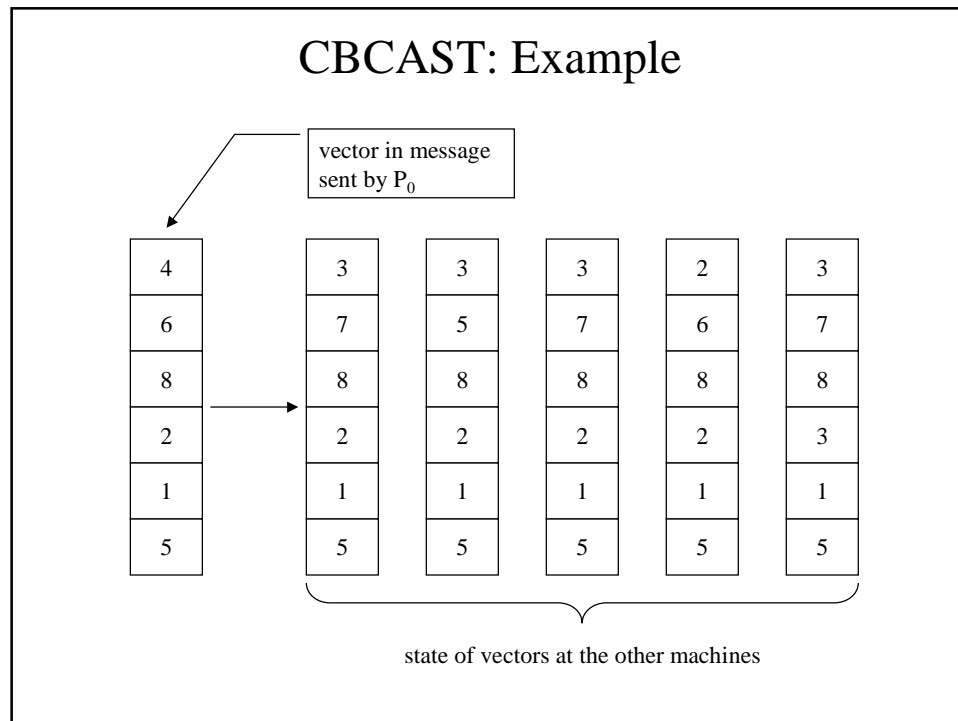 CBCAST: Example
vector in message
sent by P₀
4 3 3 3 2 3
6 7 5 7 6 7
8 8 8 8 8 8
2 2 2 2 2 3
1 1 1 1 1 1
5 5 5 5 5 5
state of vectors at the other machines